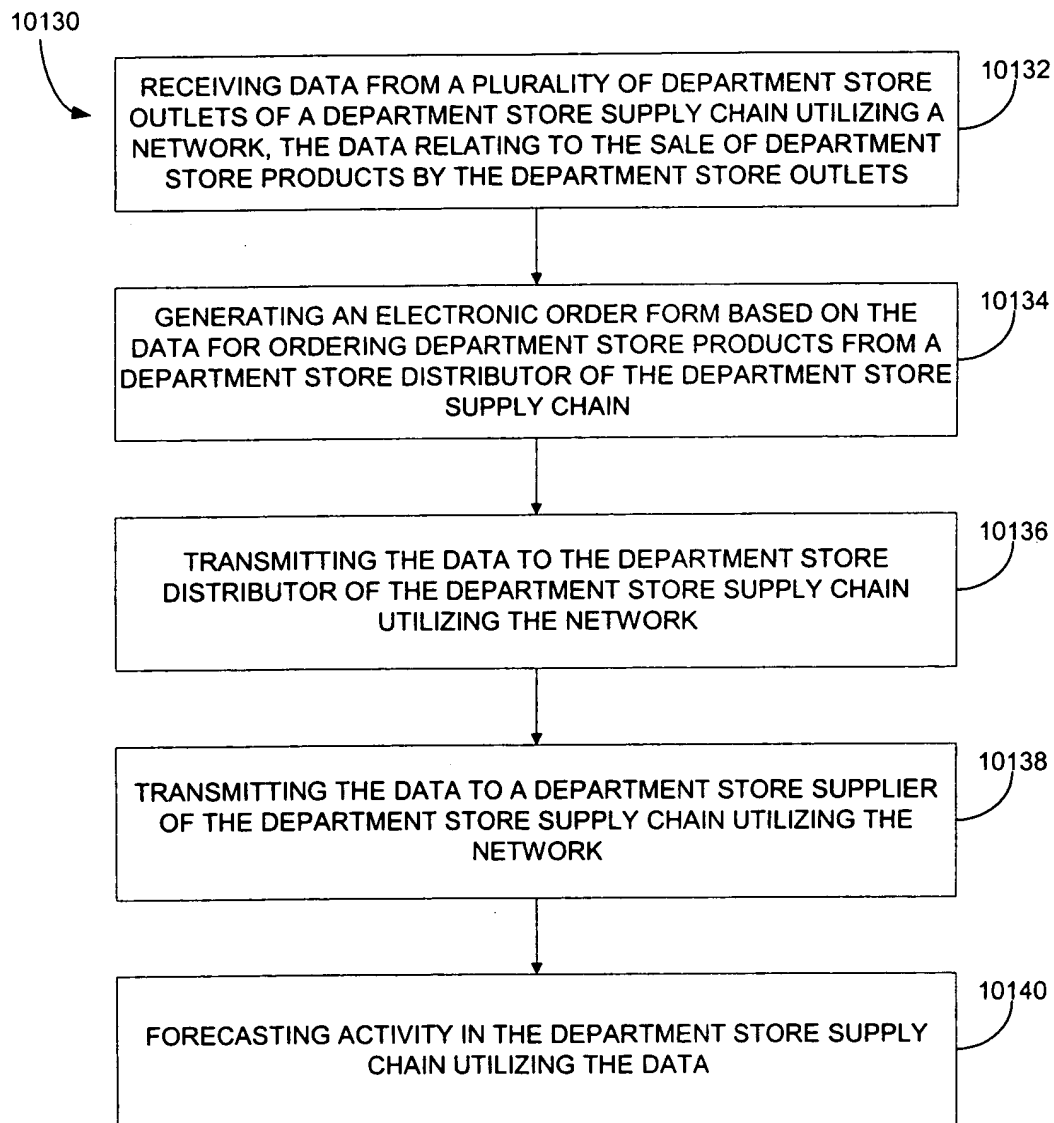 10130
RECEIVING DATA FROM A PLURALITY OF DEPARTMENT STORE
OUTLETS OF A DEPARTMENT STORE SUPPLY CHAIN UTILIZING A
NETWORK, THE DATA RELATING TO THE SALE OF DEPARTMENT
STORE PRODUCTS BY THE DEPARTMENT STORE OUTLETS
10132
GENERATING AN ELECTRONIC ORDER FORM BASED ON THE
DATA FOR ORDERING DEPARTMENT STORE PRODUCTS FROM A
DEPARTMENT STORE DISTRIBUTOR OF THE DEPARTMENT STORE
SUPPLY CHAIN
10134
TRANSMITTING THE DATA TO THE DEPARTMENT STORE
DISTRIBUTOR OF THE DEPARTMENT STORE SUPPLY CHAIN
UTILIZING THE NETWORK
10136
TRANSMITTING THE DATA TO A DEPARTMENT STORE SUPPLIER
OF THE DEPARTMENT STORE SUPPLY CHAIN UTILIZING THE
NETWORK
10138
FORECASTING ACTIVITY IN THE DEPARTMENT STORE SUPPLY
CHAIN UTILIZING THE DATA
10140